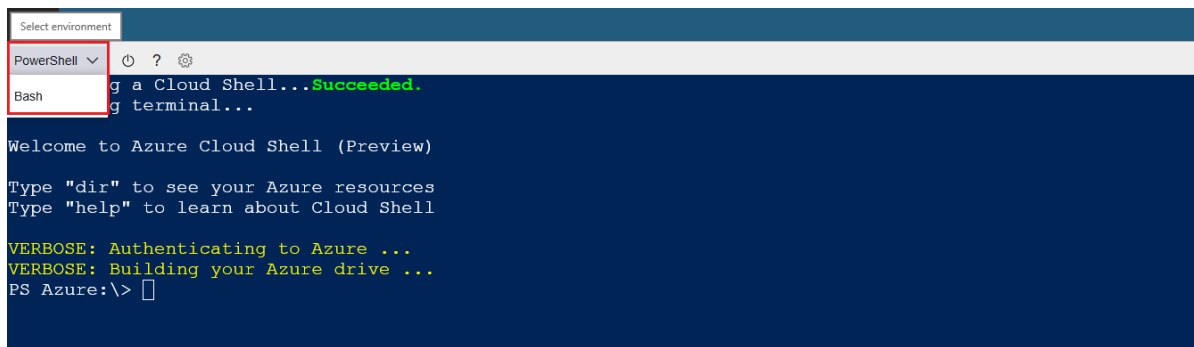 Select environment
PowerShell ?
Bash
g a Cloud Shell...Succeeded.
g terminal...
Welcome to Azure Cloud Shell (Preview)
Type "dir" to see your Azure resources
Type "help" to learn about Cloud Shell
VERBOSE: Authenticating to Azure ...
VERBOSE: Building your Azure drive ...
PS Azure:\>